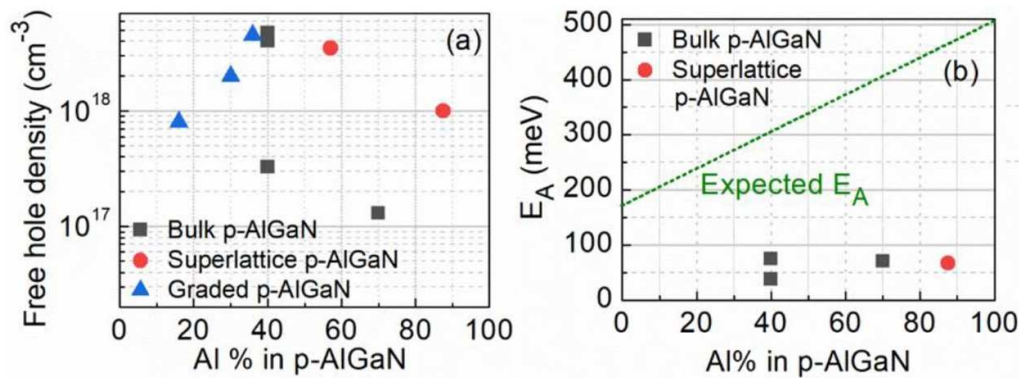 Free hole density (cm⁻³)
10¹⁸
10¹⁷
(a)
Bulk p-AlGaN
Superlattice p-AlGaN
Graded p-AlGaN
0 20 40 60 80 100
Al % in p-AlGaN
E_A (meV)
500
400
300
200
100
0
Bulk p-AlGaN
Superlattice
p-AlGaN
(b)
Expected E_A
0 20 40 60 80 100
Al% in p-AlGaN